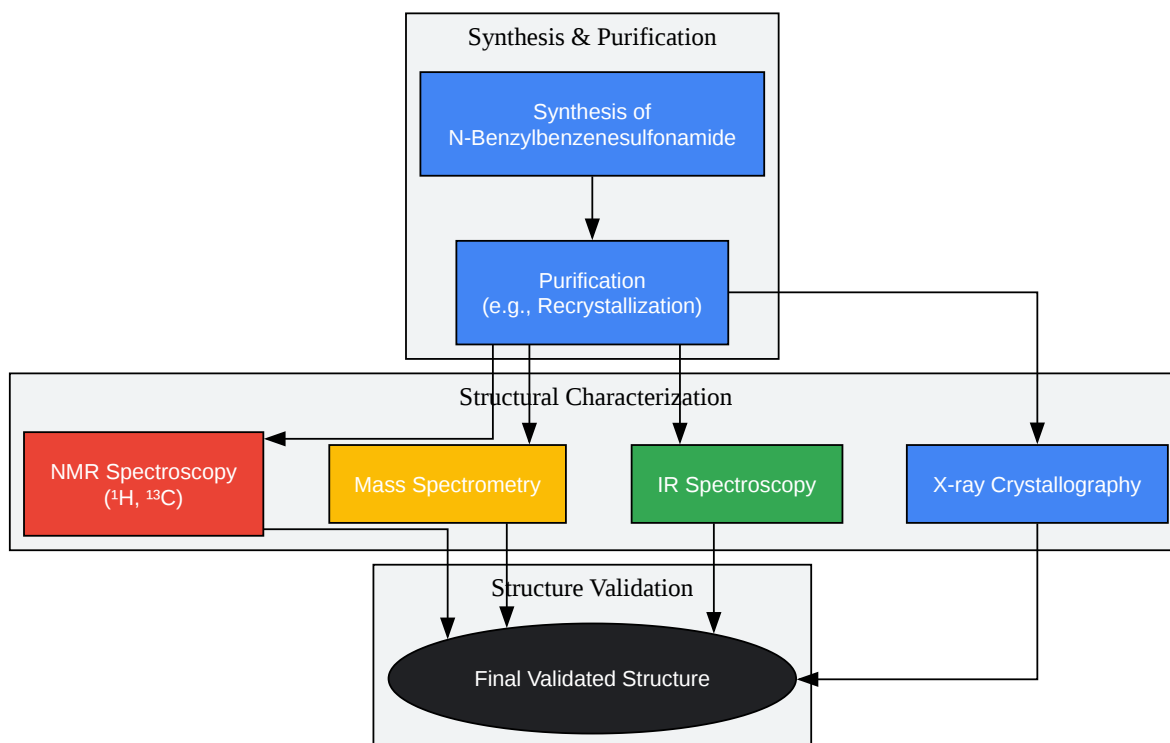 Synthesis & Purification
Synthesis of
N-Benzylbenzenesulfonamide
Purification
(e.g., Recrystallization)
Structural Characterization
NMR Spectroscopy
(¹H, ¹³C)
Mass Spectrometry
IR Spectroscopy
X-ray Crystallography
Structure Validation
Final Validated Structure